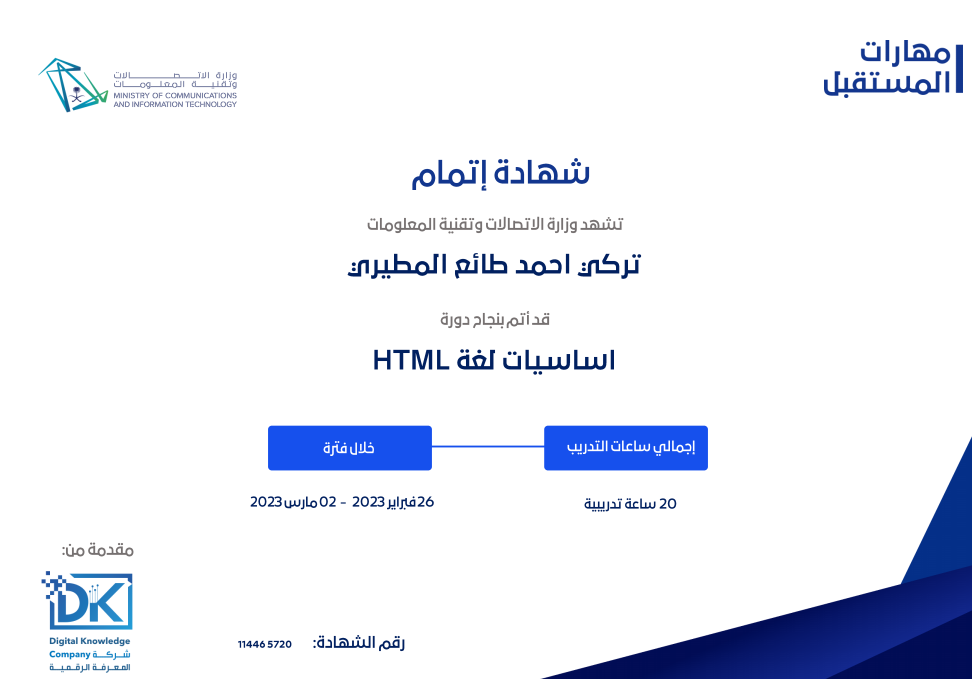 مهارات
المستقبل
وزارة الاتصالات
وتقنية المعلومات
MINISTRY OF COMMUNICATIONS
AND INFORMATION TECHNOLOGY
شهادة إتمام
تشهد وزارة الاتصالات وتقنية المعلومات
تركي احمد طائع المطيري
قد أتم بنجاح دورة
اساسيات لغة HTML
إجمالي ساعات التدريب
خلال فترة
20 ساعة تدريبية
26 فبراير 2023 - 02 مارس 2023
مقدمة من:
DK
Digital Knowledge
Company شركة
المعرفة الرقمية
رقم الشهادة: 11446 5720